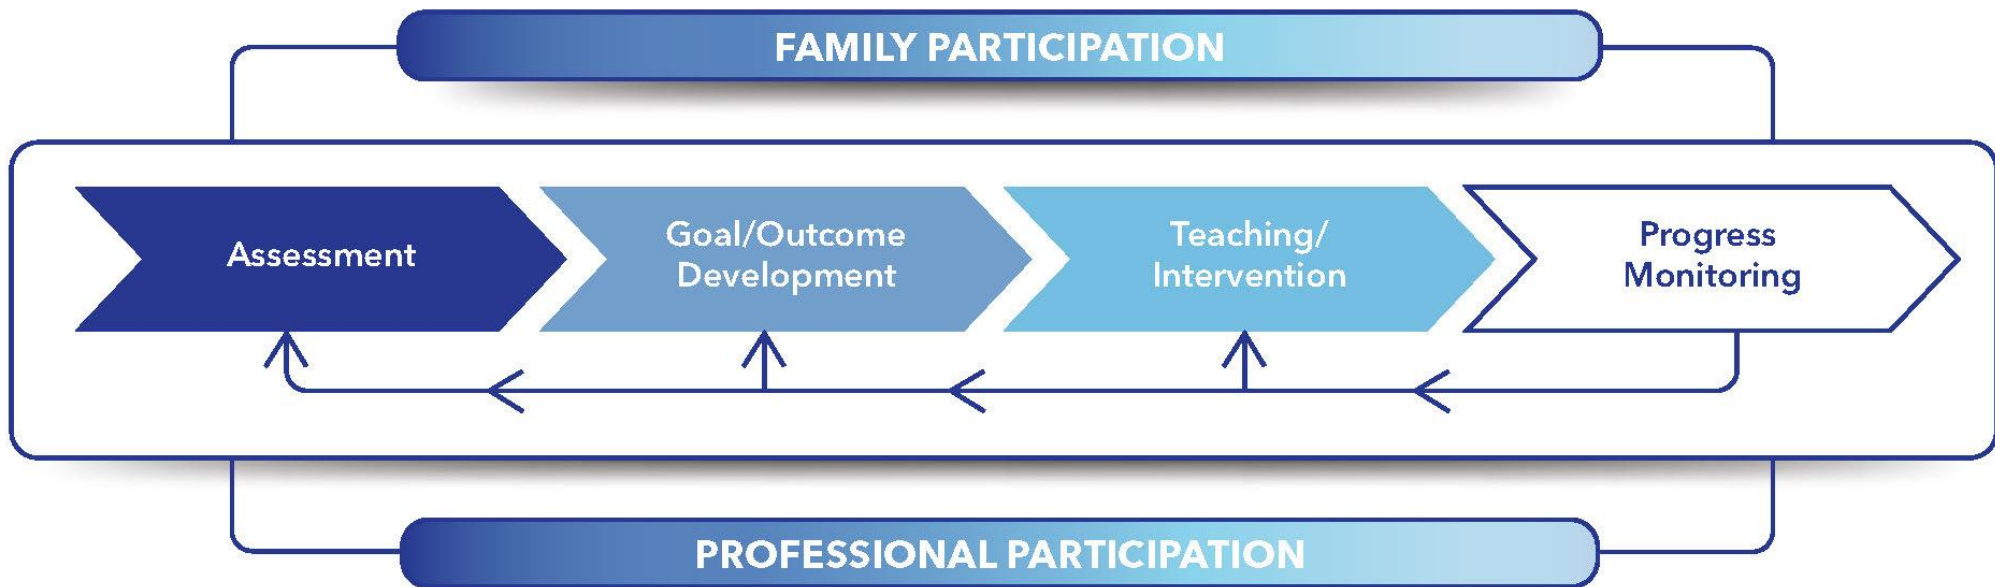 FAMILY PARTICIPATION
Assessment
Goal/Outcome
Development
Teaching/
Intervention
Progress
Monitoring
PROFESSIONAL PARTICIPATION